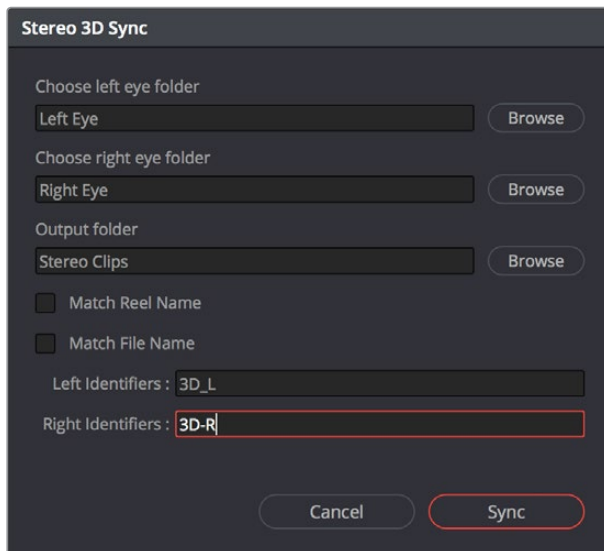 Stereo 3D Sync
Choose left eye folder
Left Eye Browse
Choose right eye folder
Right Eye Browse
Output folder
Stereo Clips Browse
Match Reel Name
Match File Name
Left Identifiers : 3D_L
Right Identifiers : 3D-R
Cancel Sync